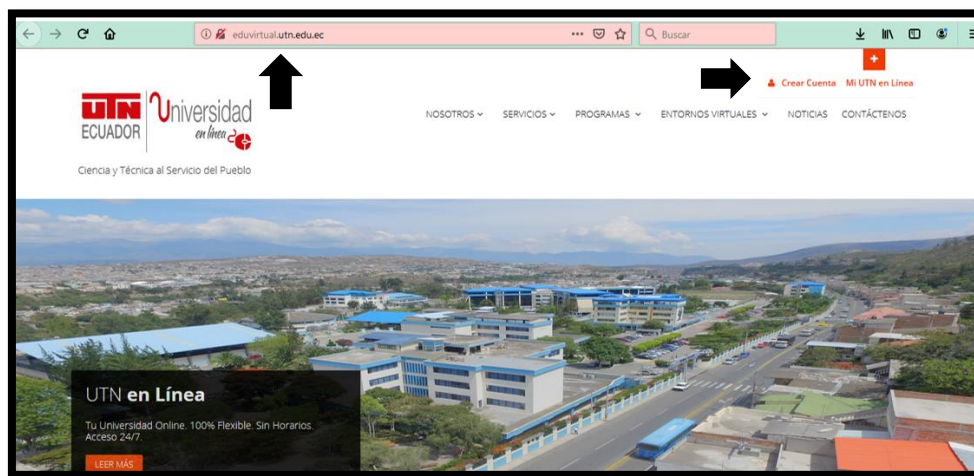 eduvirtual.utn.edu.ec
Buscar
Crear Cuenta Mi UTN en Línea
UTN
ECUADOR
Universidad
en línea
NOSOTROS SERVICIOS PROGRAMAS ENTORNOS VIRTUALES NOTICIAS CONTÁCTENOS
Ciencia y Técnica al Servicio del Pueblo
UTN en Línea
Tu Universidad Online. 100% Flexible. Sin Horarios.
Acceso 24/7.
LEER MÁS